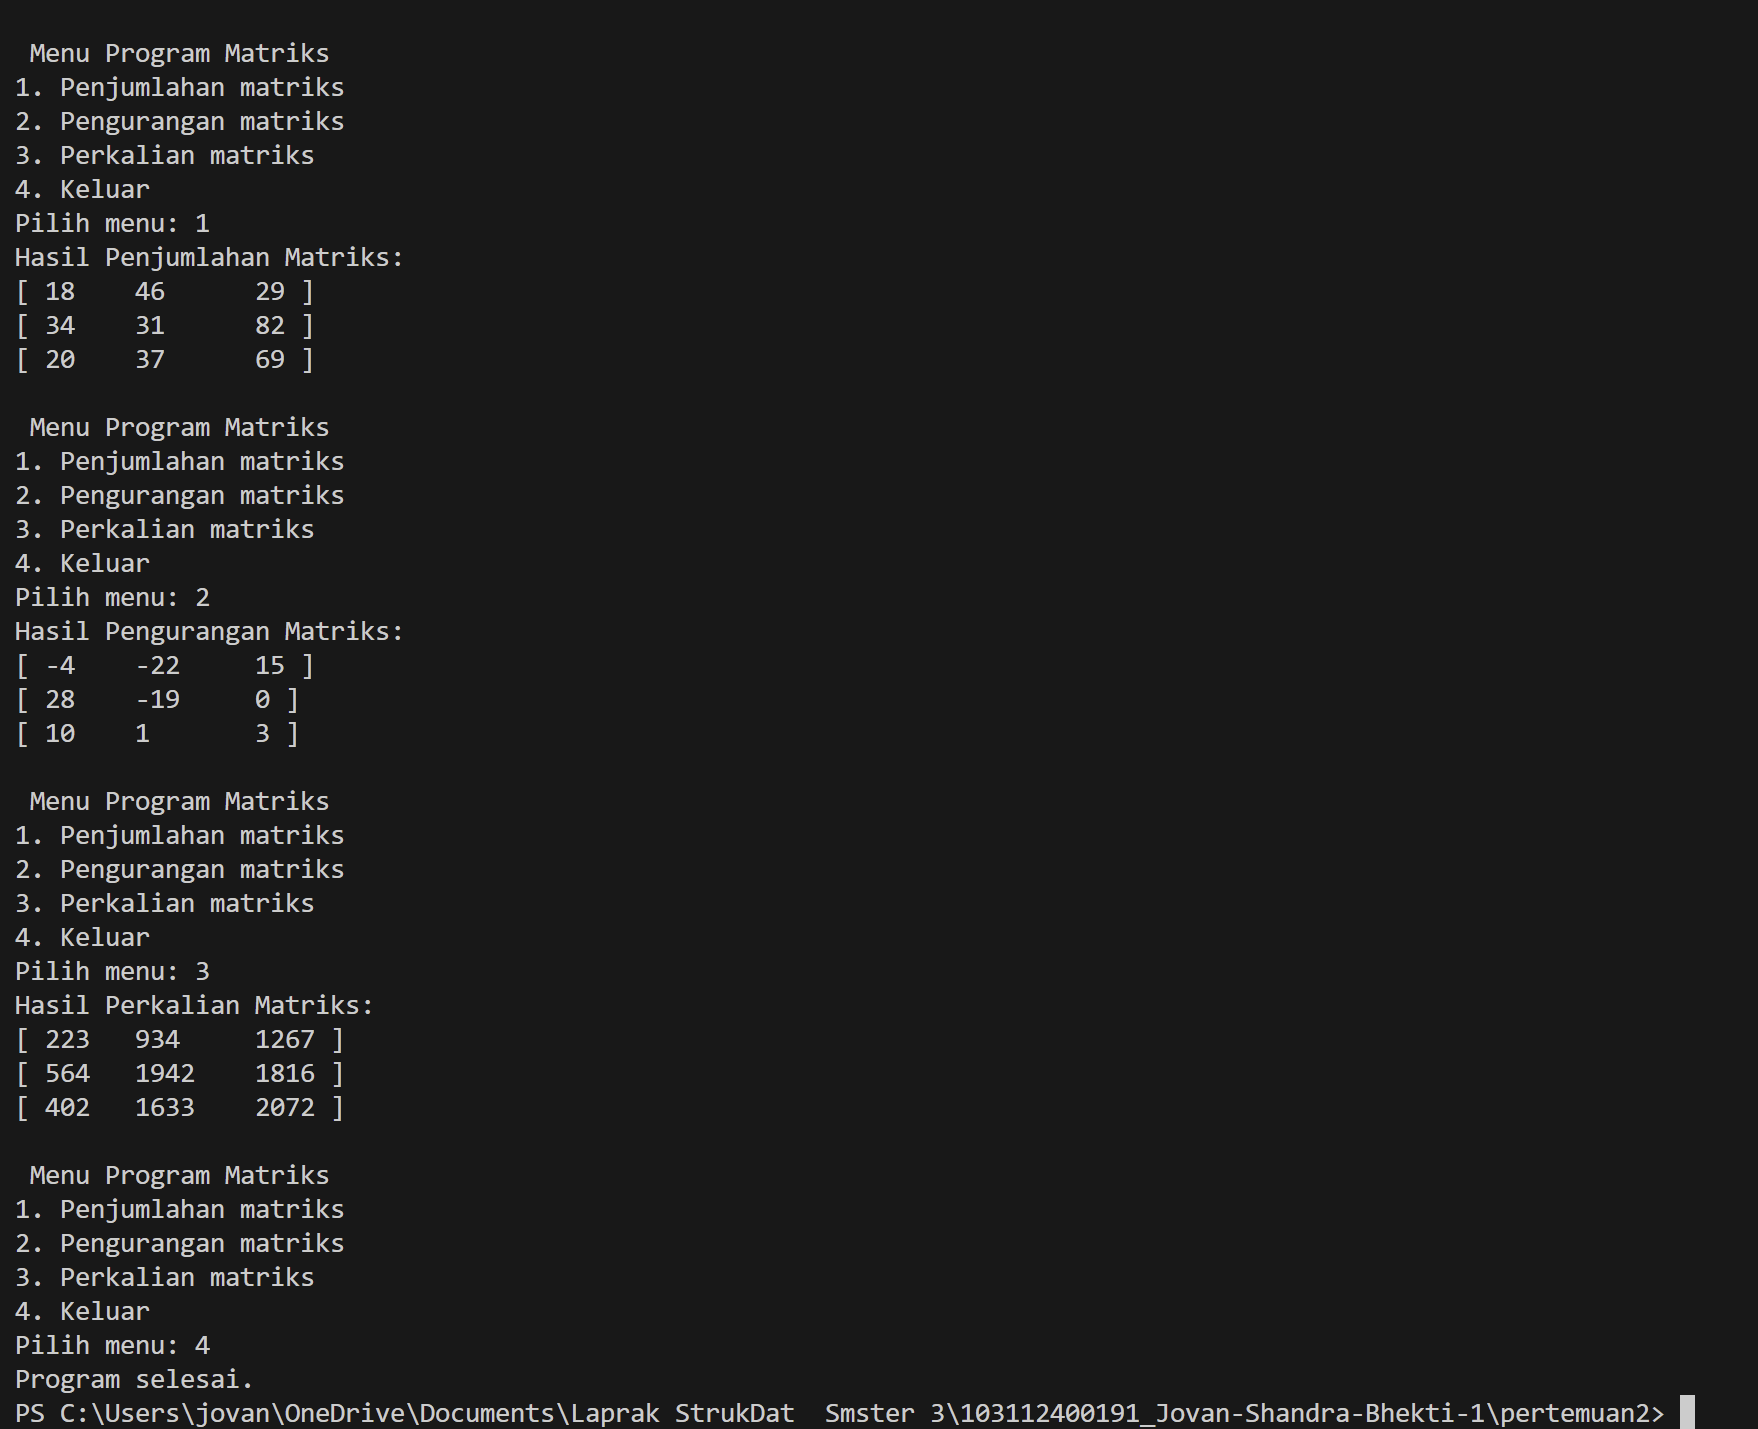 Menu Program Matriks
1. Penjumlahan matriks
2. Pengurangan matriks
3. Perkalian matriks
4. Keluar
Pilih menu: 1
Hasil Penjumlahan Matriks:
[ 18    46      29 ]
[ 34    31      82 ]
[ 20    37      69 ]
Menu Program Matriks
1. Penjumlahan matriks
2. Pengurangan matriks
3. Perkalian matriks
4. Keluar
Pilih menu: 2
Hasil Pengurangan Matriks:
[ -4    -22     15 ]
[ 28    -19     0 ]
[ 10    1       3 ]
Menu Program Matriks
1. Penjumlahan matriks
2. Pengurangan matriks
3. Perkalian matriks
4. Keluar
Pilih menu: 3
Hasil Perkalian Matriks:
[ 223   934     1267 ]
[ 564   1942    1816 ]
[ 402   1633    2072 ]
Menu Program Matriks
1. Penjumlahan matriks
2. Pengurangan matriks
3. Perkalian matriks
4. Keluar
Pilih menu: 4
Program selesai.
PS C:\Users\jovan\OneDrive\Documents\Laprak StrukDat  Smster 3\103112400191_Jovan-Shandra-Bhekti-1\pertemuan2>